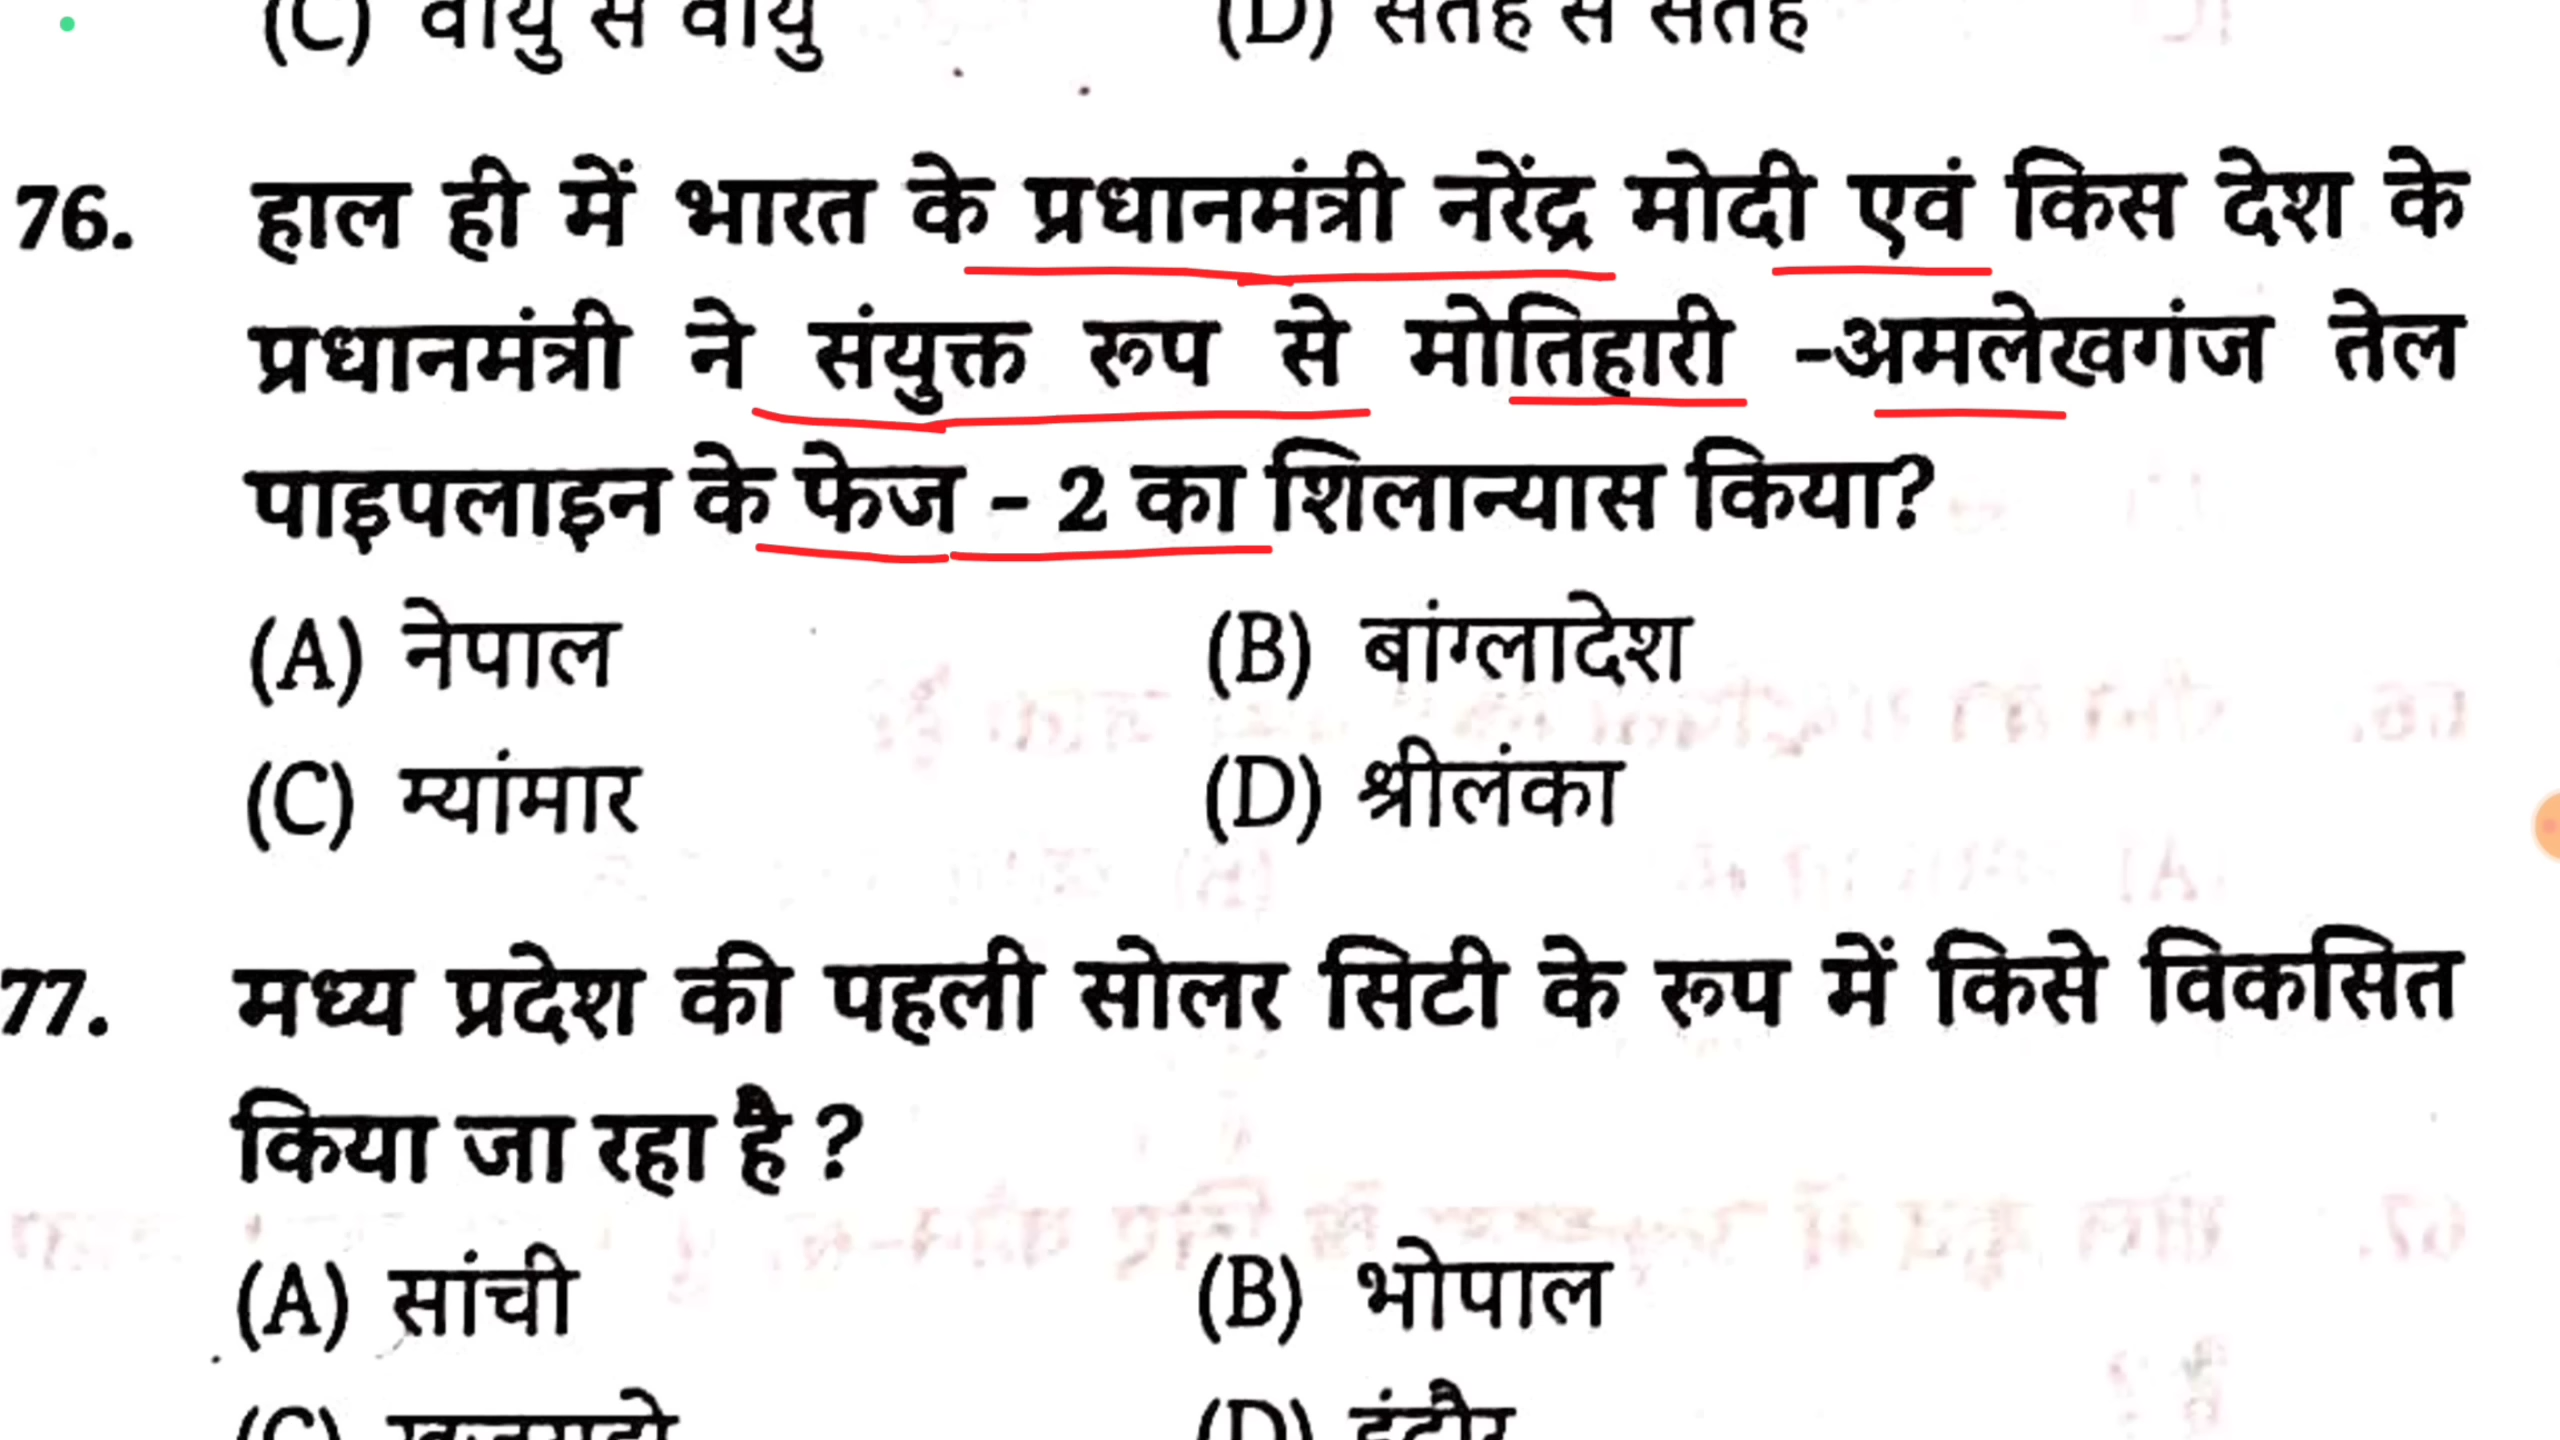 (C) वायु से वायु (D) सतह से सतह
76. हाल ही में भारत के प्रधानमंत्री नरेंद्र मोदी एवं किस देश के
प्रधानमंत्री ने संयुक्त रूप से मोतिहारी -अमलेखगंज तेल
पाइपलाइन के फेज - 2 का शिलान्यास किया?
(A) नेपाल (B) बांग्लादेश
(C) म्यांमार (D) श्रीलंका
77. मध्य प्रदेश की पहली सोलर सिटी के रूप में किसे विकसित
किया जा रहा है ?
(A) सांची (B) भोपाल
(C) खजुराहो (D) इंदौर